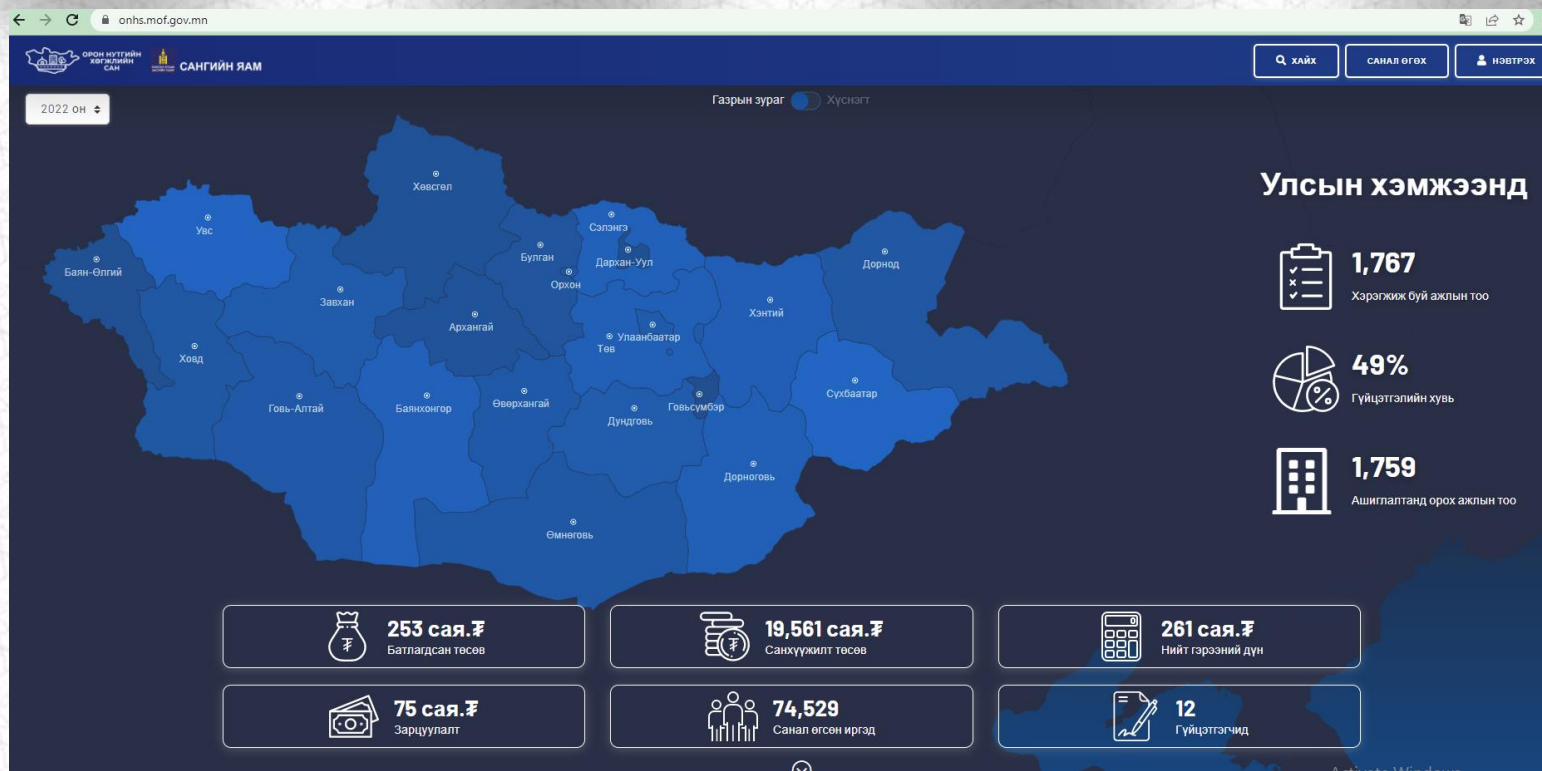 onhs.mof.gov.mn
ОРОН НУТГИЙН
ХӨГЖЛИЙН
САН
САНГИЙН ЯАМ
ХАЙХ
САНАЛ ӨГӨХ
НЭВТРЭХ
2022 он
Газрын зураг
Хүснэгт
Хөвсгөл
Увс
Сэлэнгэ
Баян-Өлгий
Булган
Дархан-Уул
Дорнод
Орхон
Завхан
Хэнтий
Архангай
Улаанбаатар
Төв
Ховд
Сүхбаатар
Говь-Алтай
Баянхонгор
Өвөрхангай
Говьсүмбэр
Дундговь
Дорноговь
Өмнөговь
Улсын хэмжээнд
1,767
Хэрэгжиж буй ажлын тоо
49%
Гүйцэтгэлийн хувь
1,759
Ашиглалтанд орох ажлын тоо
253 сая.₮
Батлагдсан төсөв
19,561 сая.₮
Санхүүжилт төсөв
261 сая.₮
Нийт гэрээний дүн
75 сая.₮
Зарцуулалт
74,529
Санал өгсөн иргэд
12
Гүйцэтгэгчид
Activate Windows